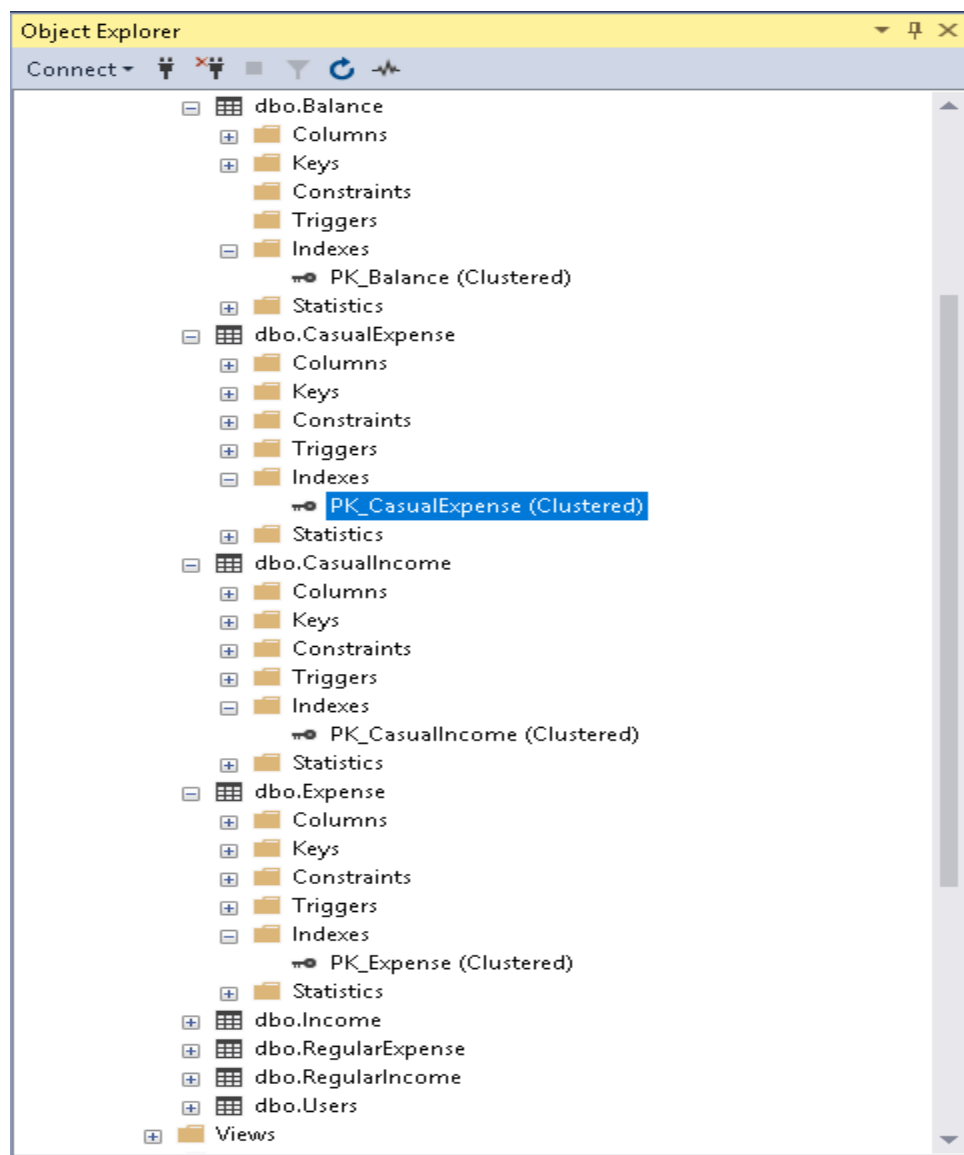 Object Explorer
Connect
dbo.Balance
Columns
Keys
Constraints
Triggers
Indexes
PK_Balance (Clustered)
Statistics
dbo.CasualExpense
Columns
Keys
Constraints
Triggers
Indexes
PK_CasualExpense (Clustered)
Statistics
dbo.CasualIncome
Columns
Keys
Constraints
Triggers
Indexes
PK_CasualIncome (Clustered)
Statistics
dbo.Expense
Columns
Keys
Constraints
Triggers
Indexes
PK_Expense (Clustered)
Statistics
dbo.Income
dbo.RegularExpense
dbo.RegularIncome
dbo.Users
Views